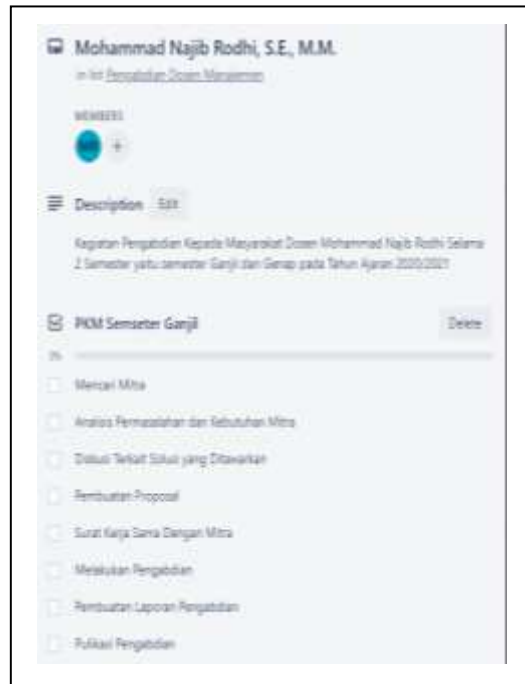 Mohammad Najib Rodhi, S.E., M.M.
in list Pengabdian Dosen Manajemen
MEMBERS
+
Description Edit
Kegiatan Pengabdian Kepada Masyarakat Dosen Mohammad Najib Rodhi Selama
2 Semester yaitu semester Ganjil dan Genap pada Tahun Ajaran 2020/2021
PKM Semseter Ganjil Delete
0%
Mencari Mitra
Analisis Permasalahan dan Kebutuhan Mitra
Diskusi Terkait Solusi yang Ditawarkan
Pembuatan Proposal
Surat Kerja Sama Dengan Mitra
Melakukan Pengabdian
Pembuatan Laporan Pengabdian
Pulikasi Pengabdian